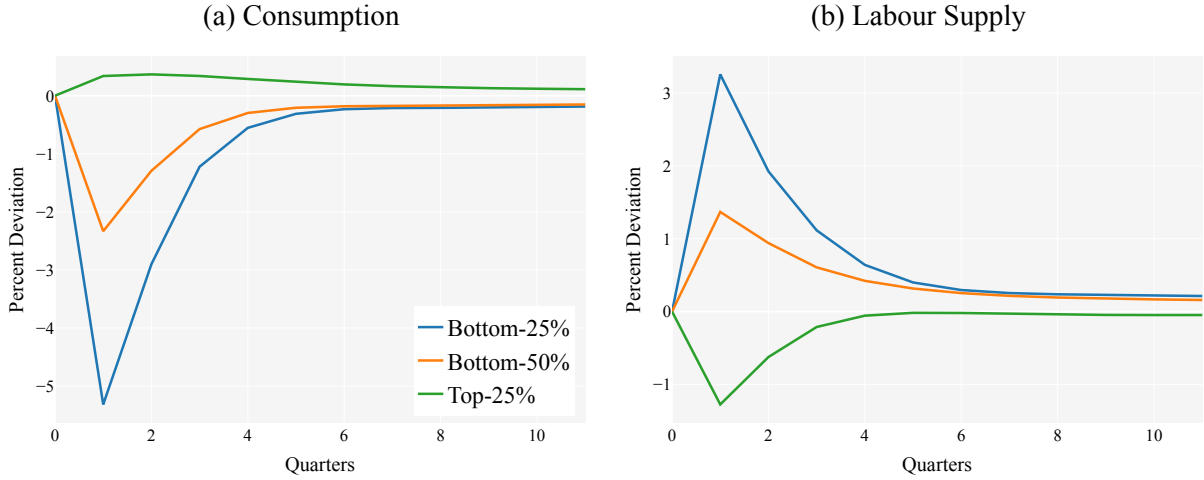 (a) Consumption
Percent Deviation
0
−1
−2
−3
−4
−5
Bottom-25%
Bottom-50%
Top-25%
0 2 4 6 8 10
Quarters
(b) Labour Supply
Percent Deviation
3
2
1
0
−1
0 2 4 6 8 10
Quarters